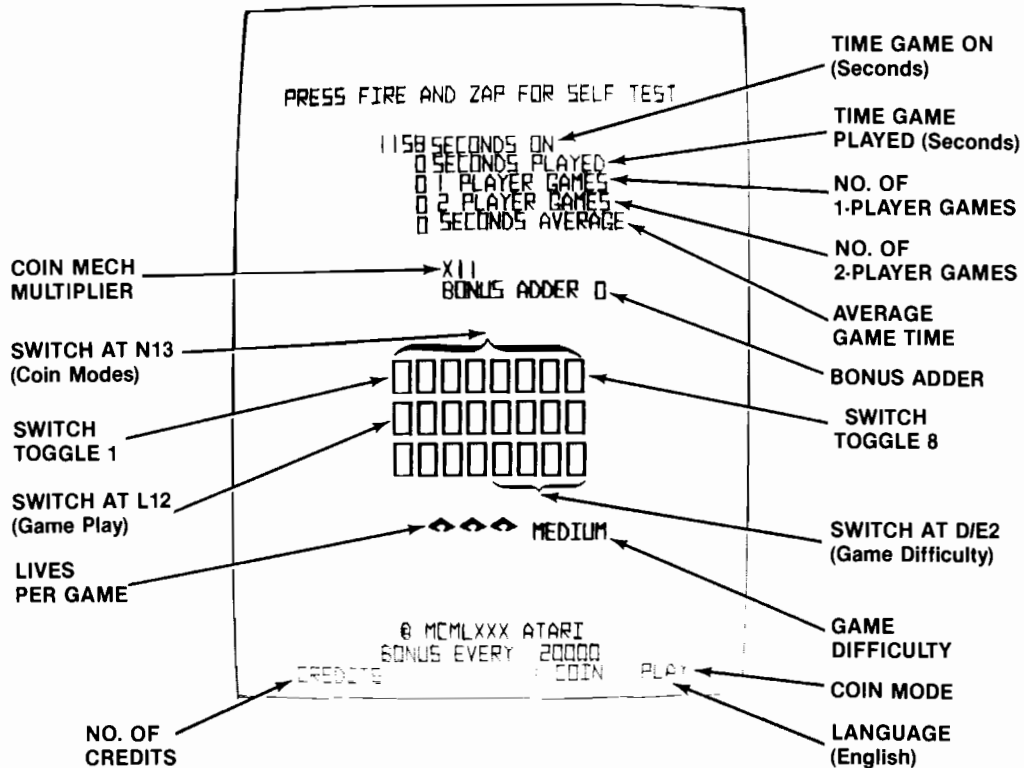 PRESS FIRE AND ZAP FOR SELF TEST
1158 SECONDS ON
0 SECONDS PLAYED
0 1 PLAYER GAMES
0 2 PLAYER GAMES
0 SECONDS AVERAGE
X11
BONUS ADDER 0
MEDIUM
© MCMLXXX ATARI
BONUS EVERY 20000
CREDITS
COIN PLAY
COIN MECH
MULTIPLIER
SWITCH AT N13
(Coin Modes)
SWITCH
TOGGLE 1
SWITCH AT L12
(Game Play)
LIVES
PER GAME
NO. OF
CREDITS
TIME GAME ON
(Seconds)
TIME GAME
PLAYED (Seconds)
NO. OF
1-PLAYER GAMES
NO. OF
2-PLAYER GAMES
AVERAGE
GAME TIME
BONUS ADDER
SWITCH
TOGGLE 8
SWITCH AT D/E2
(Game Difficulty)
GAME
DIFFICULTY
COIN MODE
LANGUAGE
(English)